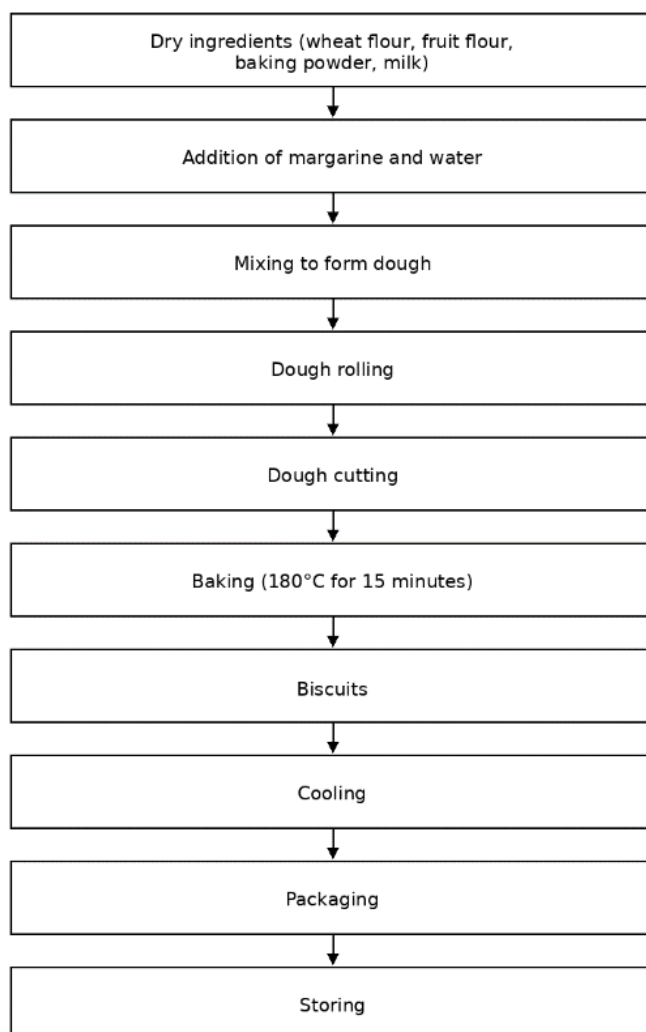 Dry ingredients (wheat flour, fruit flour,
baking powder, milk)
Addition of margarine and water
Mixing to form dough
Dough rolling
Dough cutting
Baking (180°C for 15 minutes)
Biscuits
Cooling
Packaging
Storing